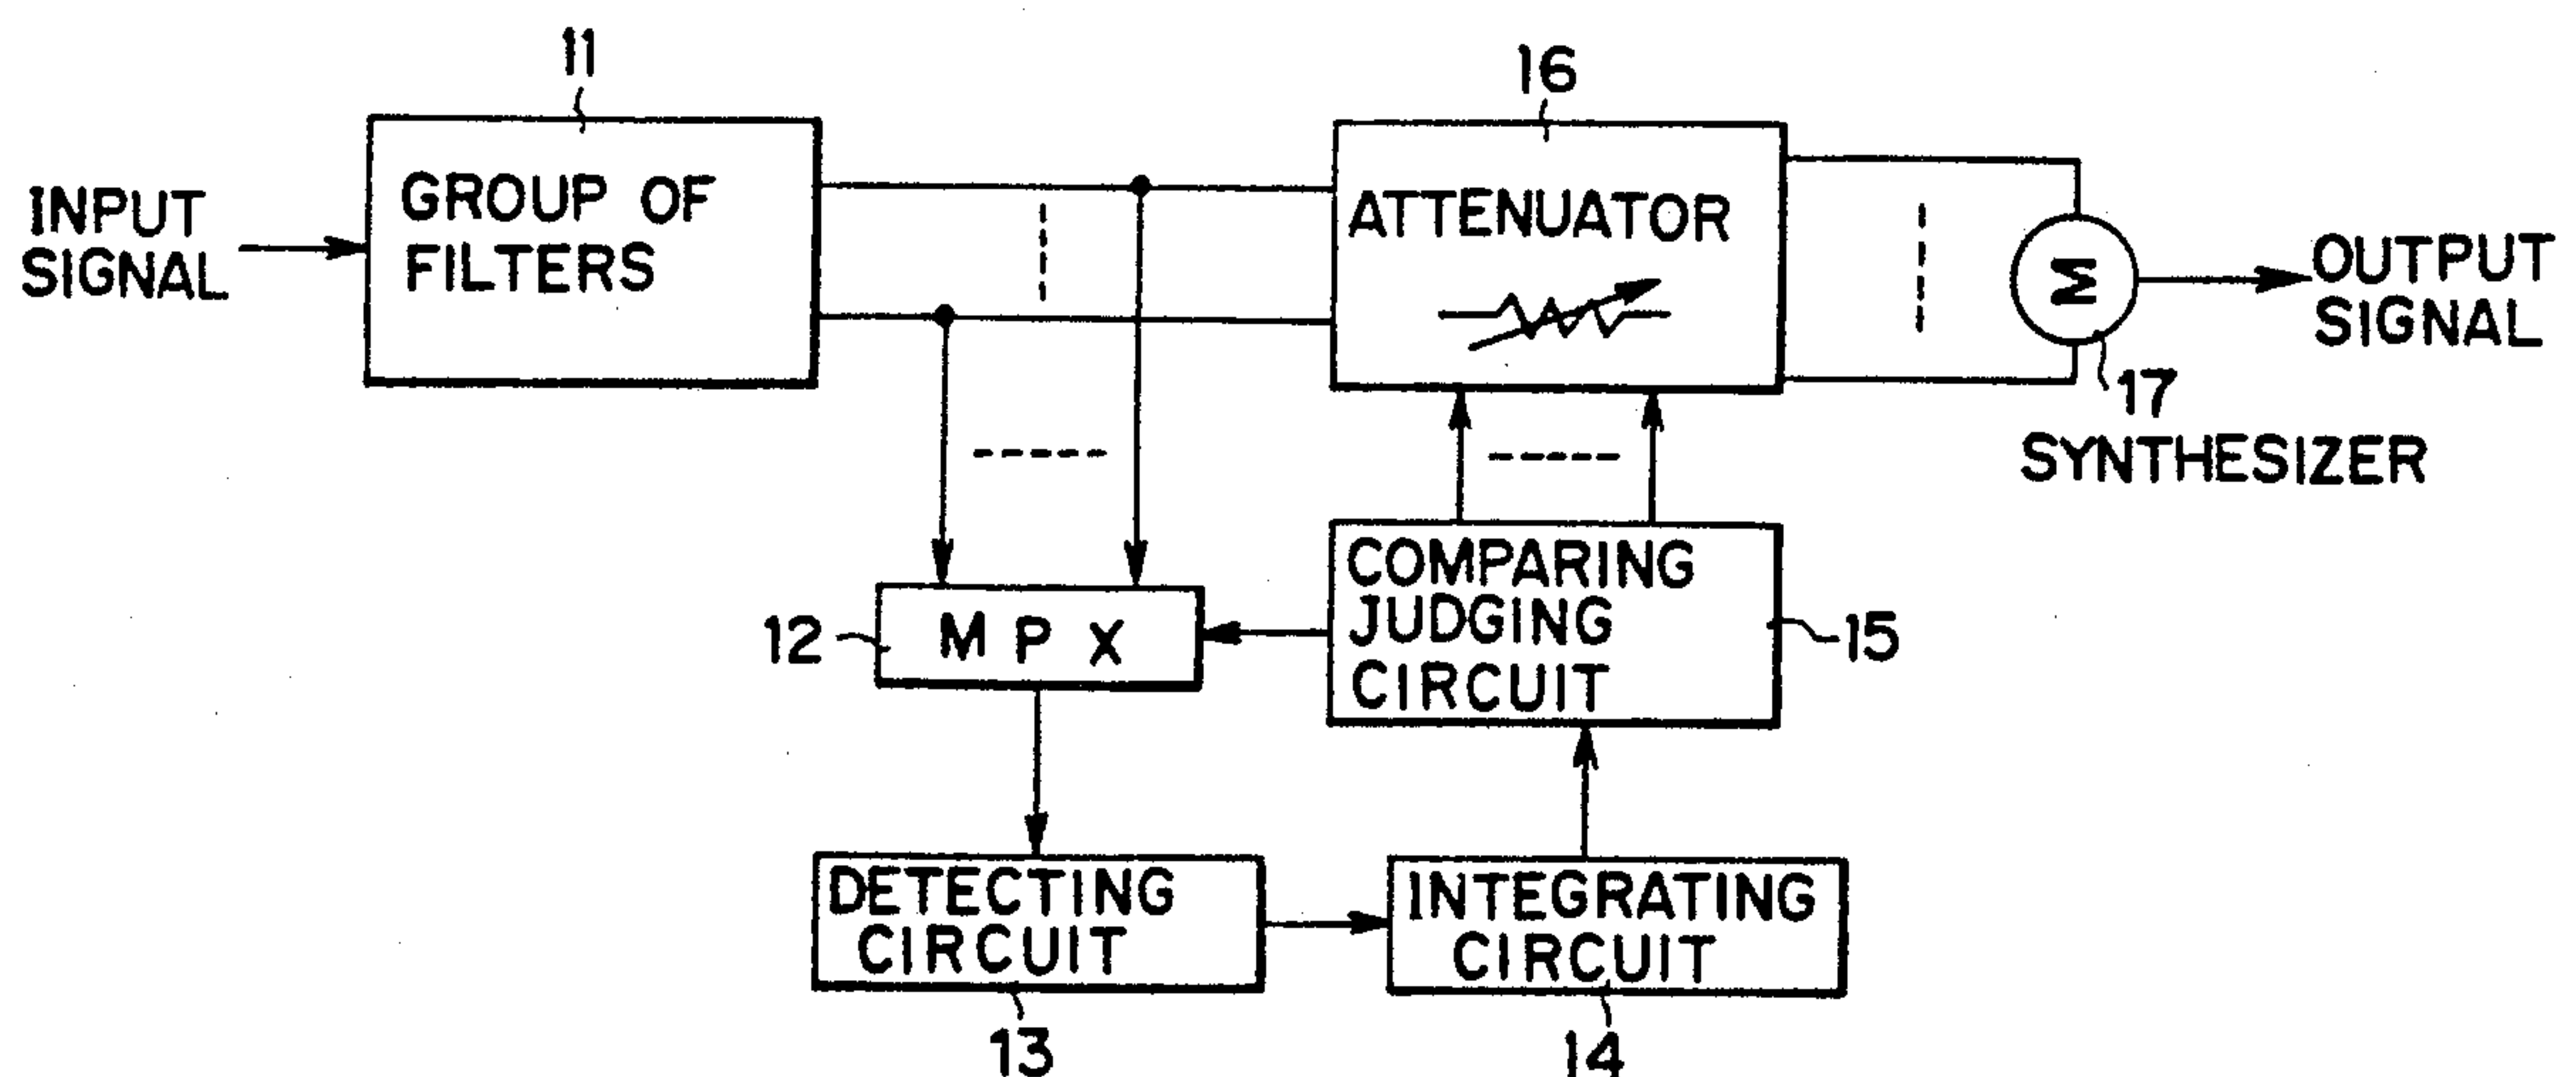 11
16
INPUT
SIGNAL
GROUP OF
FILTERS
ATTENUATOR
Σ
OUTPUT
SIGNAL
17
SYNTHESIZER
12
MPX
COMPARING
JUDGING
CIRCUIT
15
DETECTING
CIRCUIT
INTEGRATING
CIRCUIT
13
14